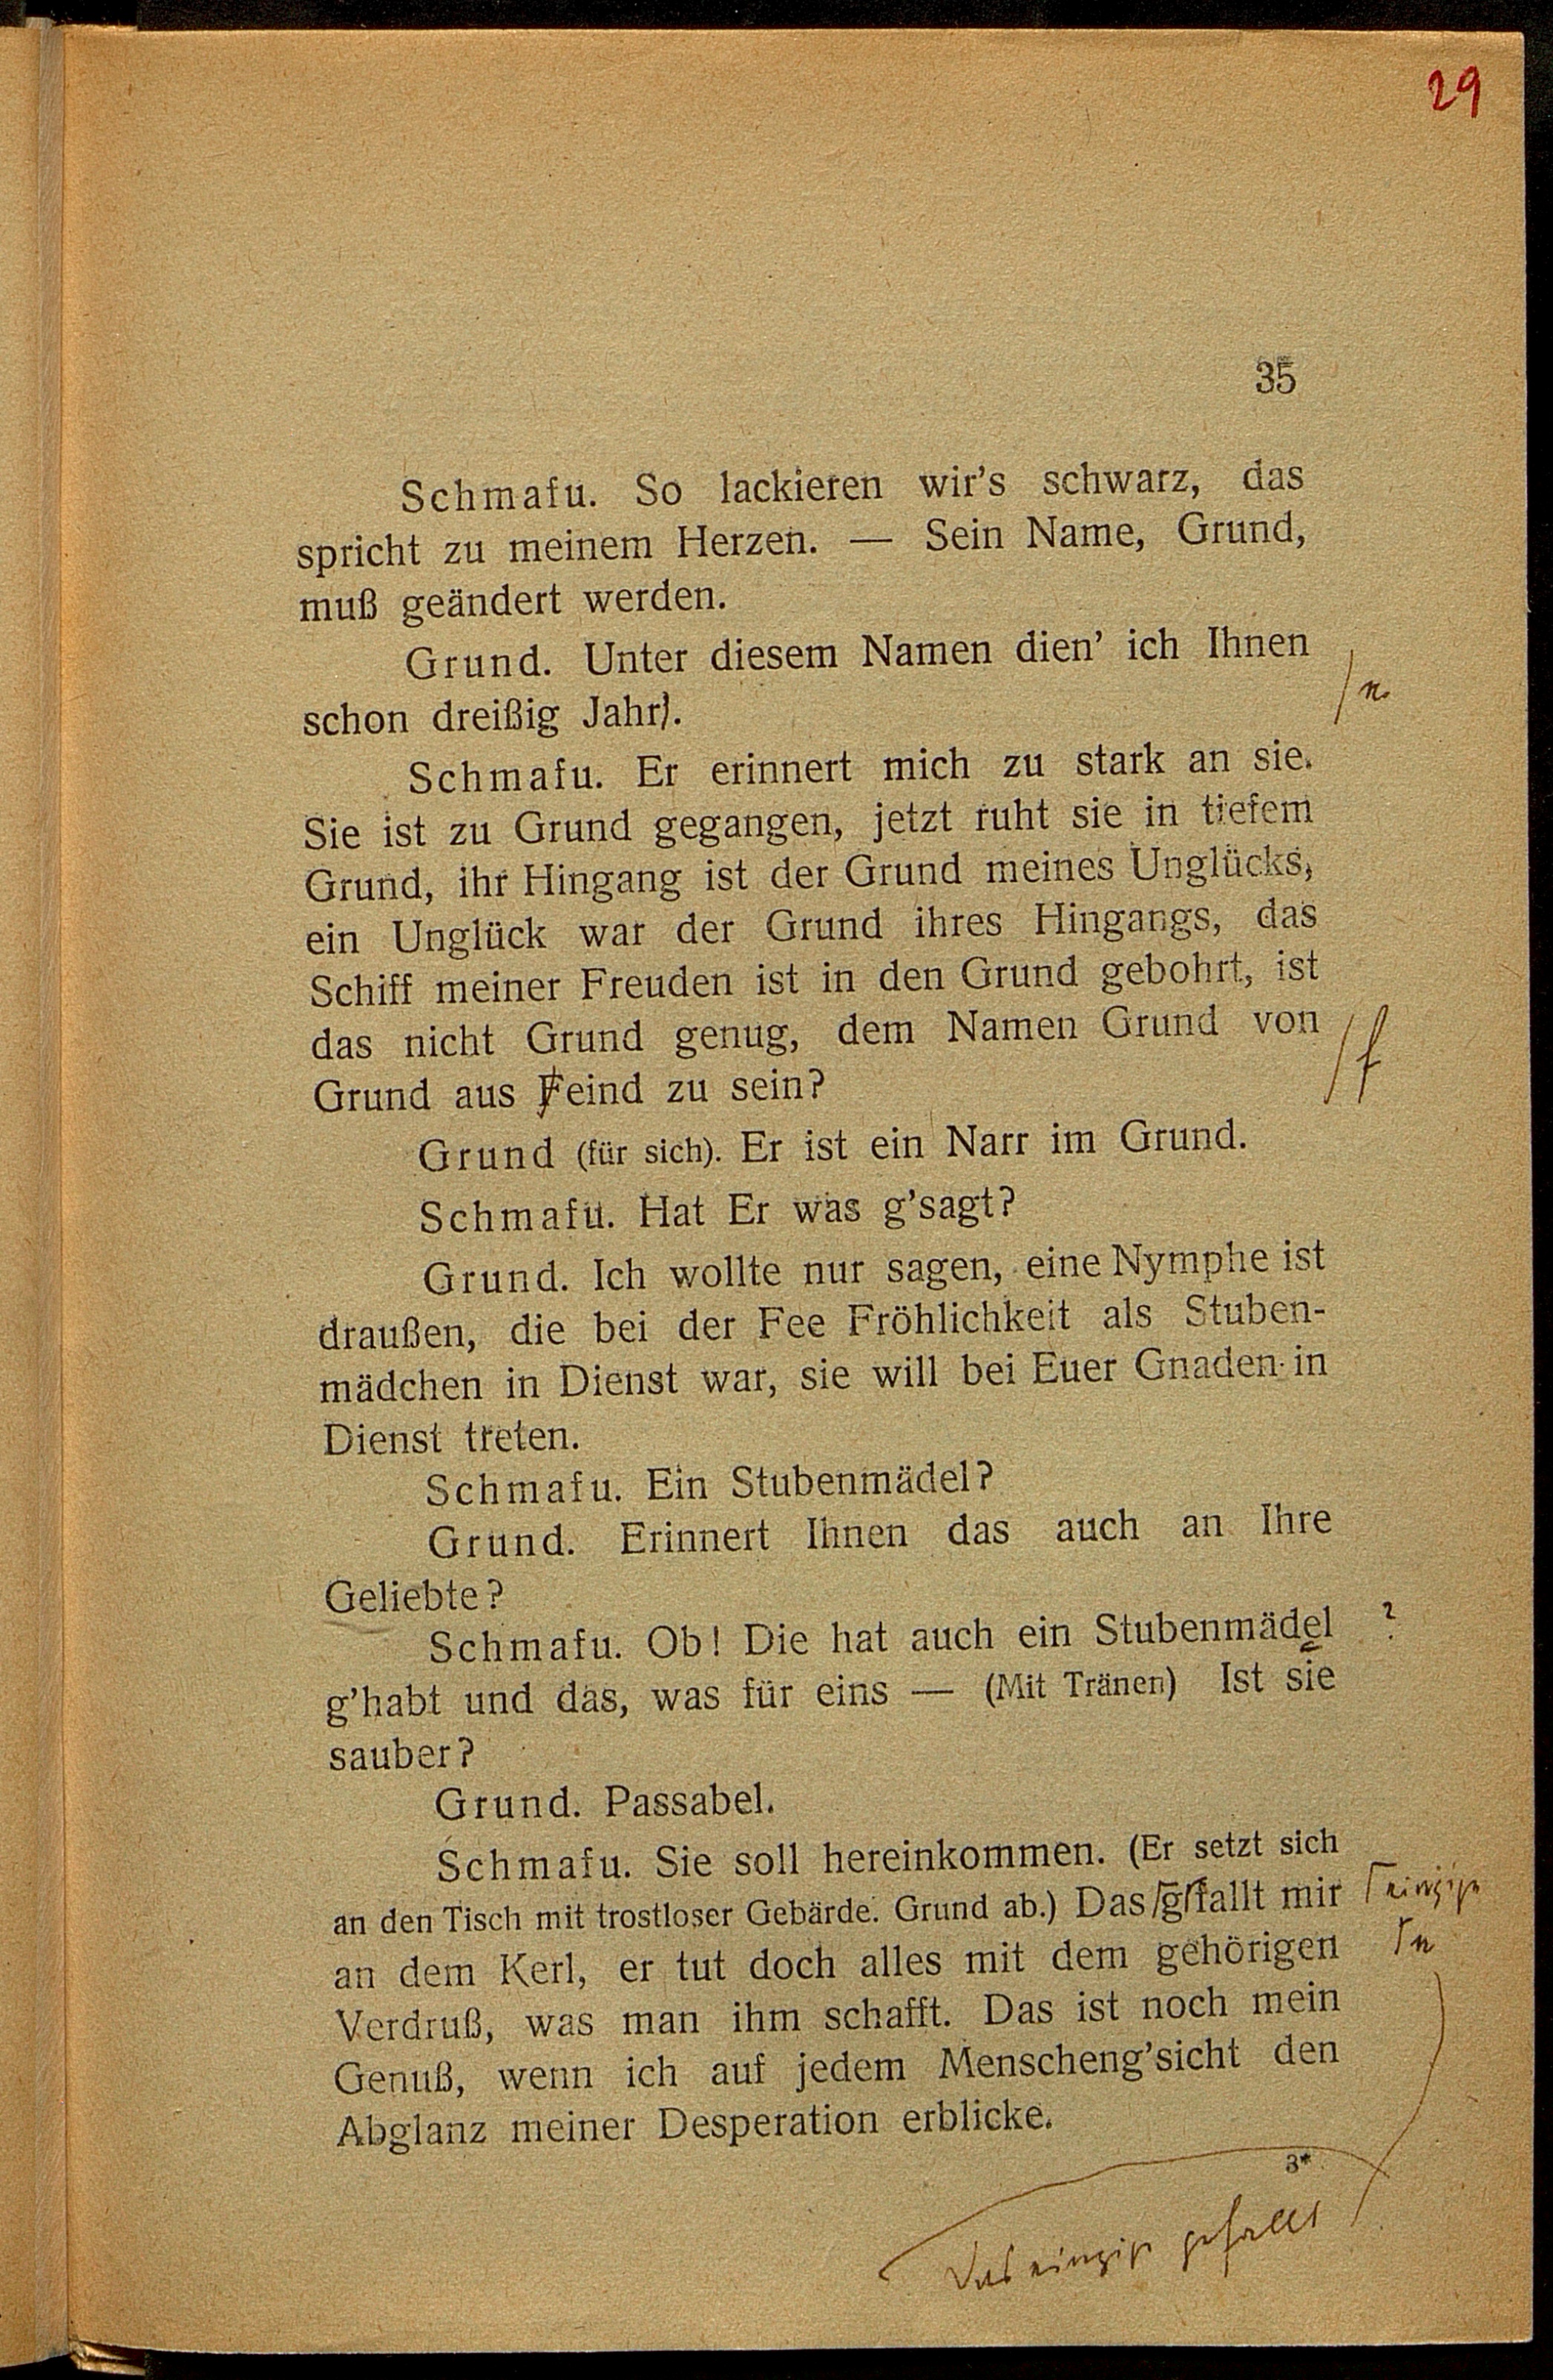 29
35
Schmafu. So lackieren wir's schwarz, das
spricht zu meinem Herzen. — Sein Name, Grund,
muß geändert werden.
Grund. Unter diesem Namen dien' ich Ihnen
schon dreißig Jahr.
n
Schmafu. Er erinnert mich zu stark an sie.
Sie ist zu Grund gegangen, jetzt ruht sie in tiefem
Grund, ihr Hingang ist der Grund meines Unglücks,
ein Unglück war der Grund ihres Hingangs, das
Schiff meiner Freuden ist in den Grund gebohrt, ist
das nicht Grund genug, dem Namen Grund von
Grund aus Feind zu sein?
f
Grund (für sich). Er ist ein Narr im Grund.
Schmafu. Hat Er was g'sagt?
Grund. Ich wollte nur sagen, eine Nymphe ist
draußen, die bei der Fee Fröhlichkeit als Stuben-
mädchen in Dienst war, sie will bei Euer Gnaden in
Dienst treten.
Schmafu. Ein Stubenmädel?
Grund. Erinnert Ihnen das auch an Ihre
Geliebte?
Schmafu. Ob! Die hat auch ein Stubenmädel ?
g'habt und das, was für eins — (Mit Tränen) Ist sie
sauber?
Grund. Passabel.
Schmafu. Sie soll hereinkommen. (Er setzt sich
an den Tisch mit trostloser Gebärde. Grund ab.) Das g'fallt mir einzige
an dem Kerl, er tut doch alles mit dem gehörigen
Verdruß, was man ihm schafft. Das ist noch mein
Genuß, wenn ich auf jedem Menscheng'sicht den
Abglanz meiner Desperation erblicke.
3*
Das einzige gefallt